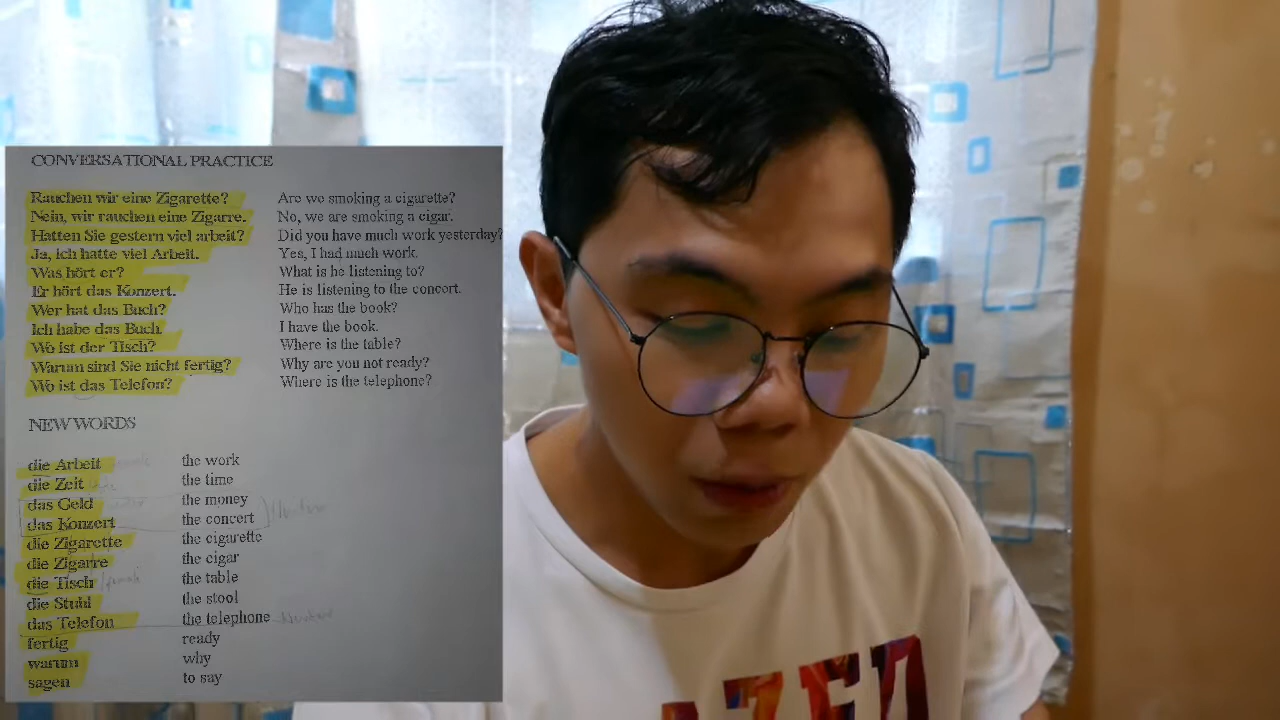 CONVERSATIONAL PRACTICE
Rauchen wir eine Zigarette? Are we smoking a cigarette?
Nein, wir rauchen eine Zigarre. No, we are smoking a cigar.
Hatten Sie gestern viel arbeit? Did you have much work yesterday?
Ja, ich hatte viel Arbeit. Yes, I had much work.
Was hört er? What is he listening to?
Er hört das Konzert. He is listening to the concert.
Wer hat das Buch? Who has the book?
Ich habe das Buch. I have the book.
Wo ist der Tisch? Where is the table?
Warum sind Sie nicht fertig? Why are you not ready?
Wo ist das Telefon? Where is the telephone?
NEW WORDS
die Arbeit the work
die Zeit the time
das Geld the money
das Konzert the concert
die Zigarette the cigarette
die Zigarre the cigar
die Tisch the table
die Stuhl the stool
das Telefon the telephone
fertig ready
warum why
sagen to say